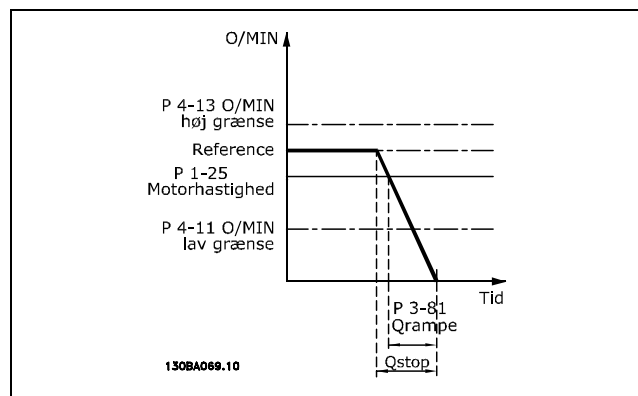 O/MIN
P 4-13 O/MIN
høj grænse
Reference
P 1-25
Motorhastighed
P 4-11 O/MIN
lav grænse
Tid
P 3-81
Qrampe
Qstop
130BA069.10